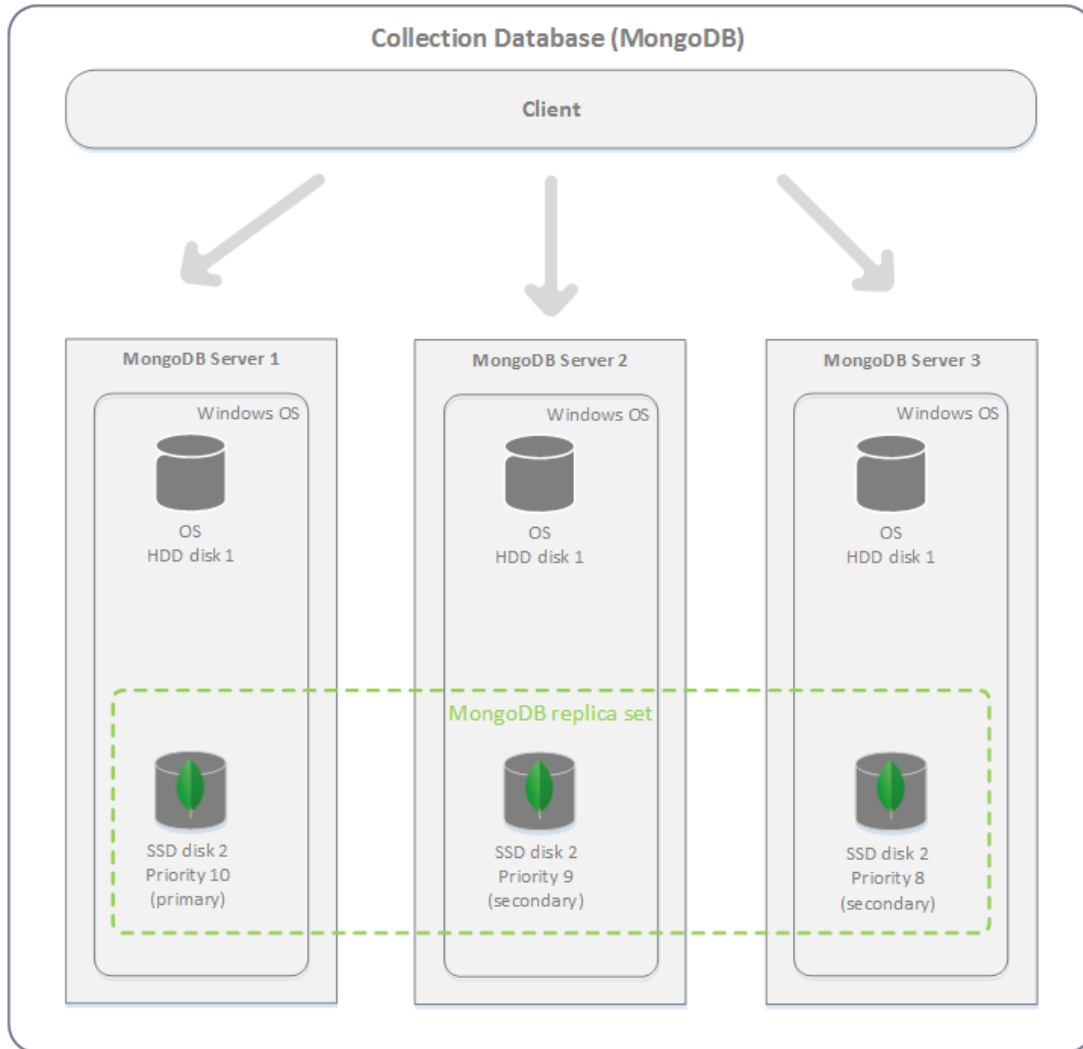 Collection Database (MongoDB)
Client
MongoDB Server 1
Windows OS
OS
HDD disk 1
MongoDB Server 2
Windows OS
OS
HDD disk 1
MongoDB Server 3
Windows OS
OS
HDD disk 1
MongoDB replica set
SSD disk 2
Priority 10
(primary)
SSD disk 2
Priority 9
(secondary)
SSD disk 2
Priority 8
(secondary)